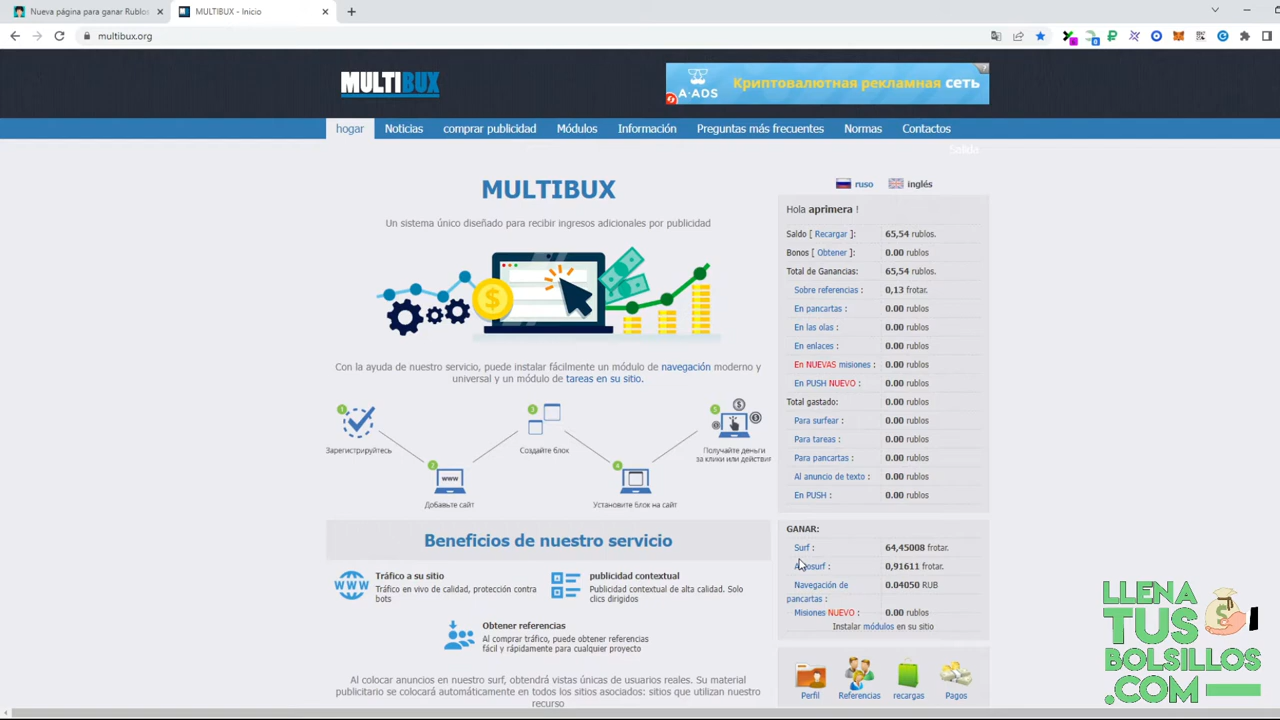 Nueva página para ganar Rublos
MULTIBUX - Inicio
multibux.org
MULTIBUX
A-ADS
Криптовалютная рекламная сеть
hogar
Noticias
comprar publicidad
Módulos
Información
Preguntas más frecuentes
Normas
Contactos
Salida
MULTIBUX
Un sistema único diseñado para recibir ingresos adicionales por publicidad
Con la ayuda de nuestro servicio, puede instalar fácilmente un módulo de navegación moderno y
universal y un módulo de tareas en su sitio.
1
Зарегистрируйтесь
2
www
Добавьте сайт
3
Создайте блок
4
Установите блок на сайт
5
Получайте деньги
за клики или действия
Beneficios de nuestro servicio
WWW
Tráfico a su sitio
Tráfico en vivo de calidad, protección contra
bots
publicidad contextual
Publicidad contextual de alta calidad. Solo
clics dirigidos
Obtener referencias
Al comprar tráfico, puede obtener referencias
fácil y rápidamente para cualquier proyecto
Al colocar anuncios en nuestro surf, obtendrá vistas únicas de usuarios reales. Su material
publicitario se colocará automáticamente en todos los sitios asociados: sitios que utilizan nuestro
recurso
ruso
inglés
Hola aprimera !
Saldo [ Recargar ]: 65,54 rublos.
Bonos [ Obtener ]: 0.00 rublos
Total de Ganancias: 65,54 rublos.
Sobre referencias : 0,13 frotar.
En pancartas : 0.00 rublos
En las olas : 0.00 rublos
En enlaces : 0.00 rublos
En NUEVAS misiones : 0.00 rublos
En PUSH NUEVO : 0.00 rublos
Total gastado: 0.00 rublos
Para surfear : 0.00 rublos
Para tareas : 0.00 rublos
Para pancartas : 0.00 rublos
Al anuncio de texto : 0.00 rublos
En PUSH : 0.00 rublos
GANAR:
Surf : 64,45008 frotar.
0,91611 frotar.
Navegación de
pancartas : 0.04050 RUB
Misiones NUEVO : 0.00 rublos
Instalar módulos en su sitio
Perfil
Referencias
recargas
Pagos
LLENA
TUS
BOLSILLOS
.COM